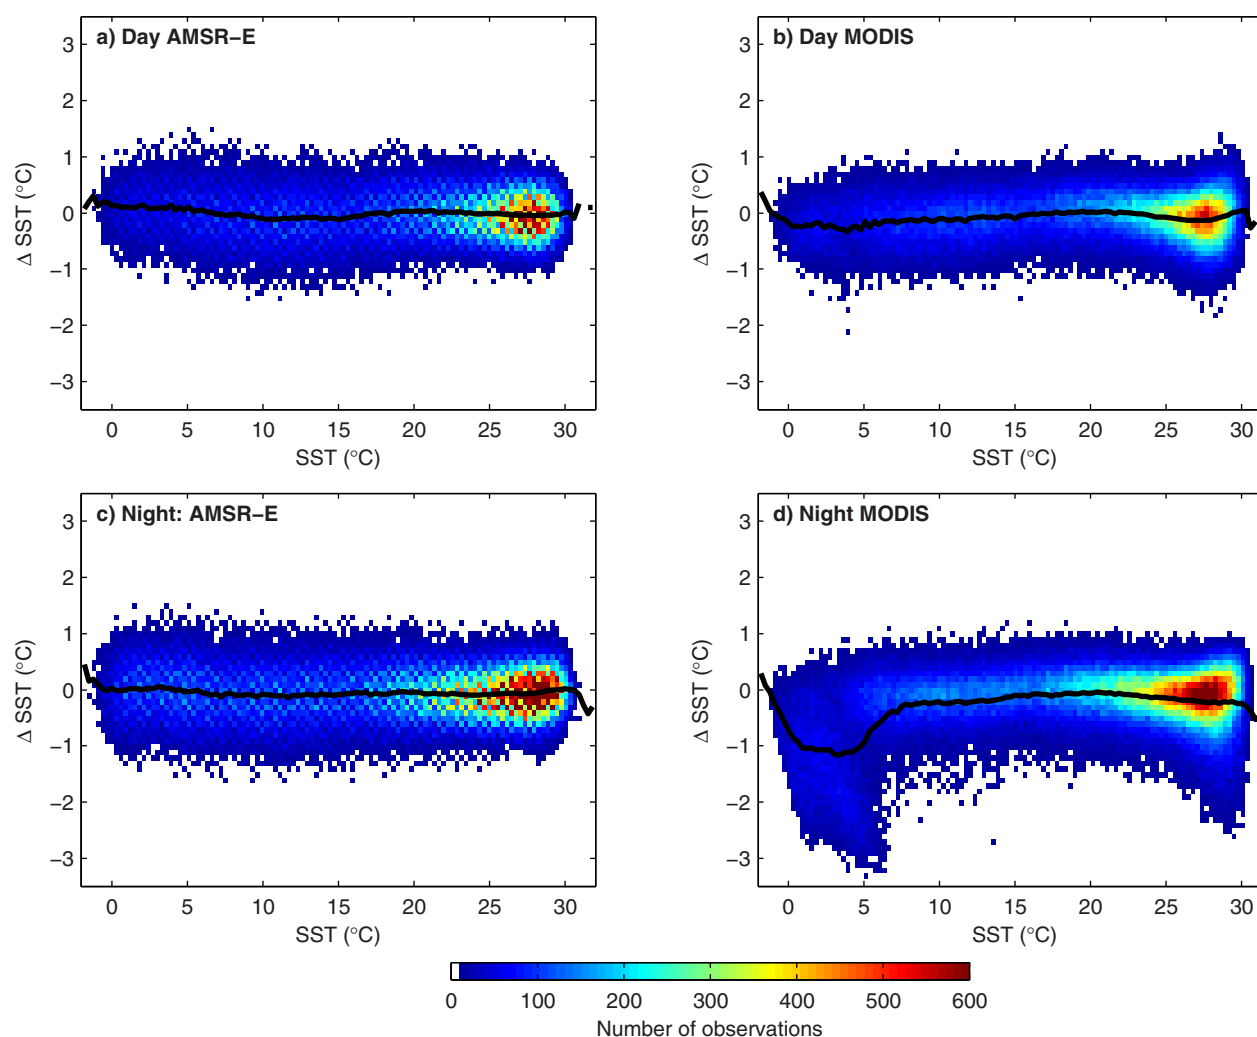 a) Day AMSR−E
3
2
1
0
−1
−2
−3
Δ SST (°C)
0 5 10 15 20 25 30
SST (°C)
b) Day MODIS
3
2
1
0
−1
−2
−3
Δ SST (°C)
0 5 10 15 20 25 30
SST (°C)
c) Night: AMSR−E
3
2
1
0
−1
−2
−3
Δ SST (°C)
0 5 10 15 20 25 30
SST (°C)
d) Night MODIS
3
2
1
0
−1
−2
−3
Δ SST (°C)
0 5 10 15 20 25 30
SST (°C)
0 100 200 300 400 500 600
Number of observations